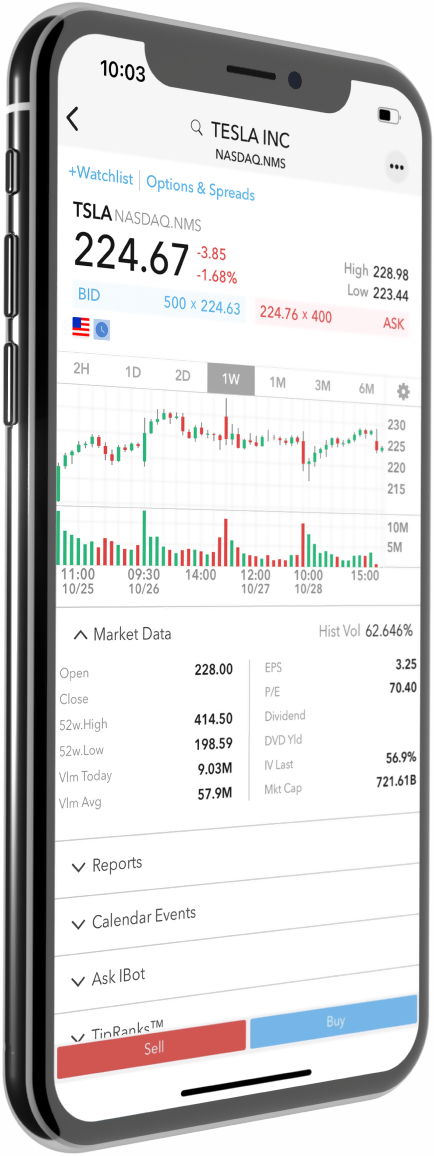 10:03
TESLA INC
NASDAQ.NMS
+Watchlist | Options & Spreads
TSLA NASDAQ.NMS
224.67 -3.85
-1.68%
High 228.98
Low 223.44
BID 500 x 224.63 224.76 x 400 ASK
2H 1D 2D 1W 1M 3M 6M
230
225
220
215
10M
5M
11:00 09:30 14:00 12:00 10:00 15:00
10/25 10/26 10/27 10/28
Market Data Hist Vol 62.646%
Open 228.00 EPS 3.25
Close P/E 70.40
52w.High 414.50 Dividend
52w.Low 198.59 DVD Yld
Vlm Today 9.03M IV Last 56.9%
Vlm Avg 57.9M Mkt Cap 721.61B
Reports
Calendar Events
Ask IBot
TipRanks™
Sell Buy